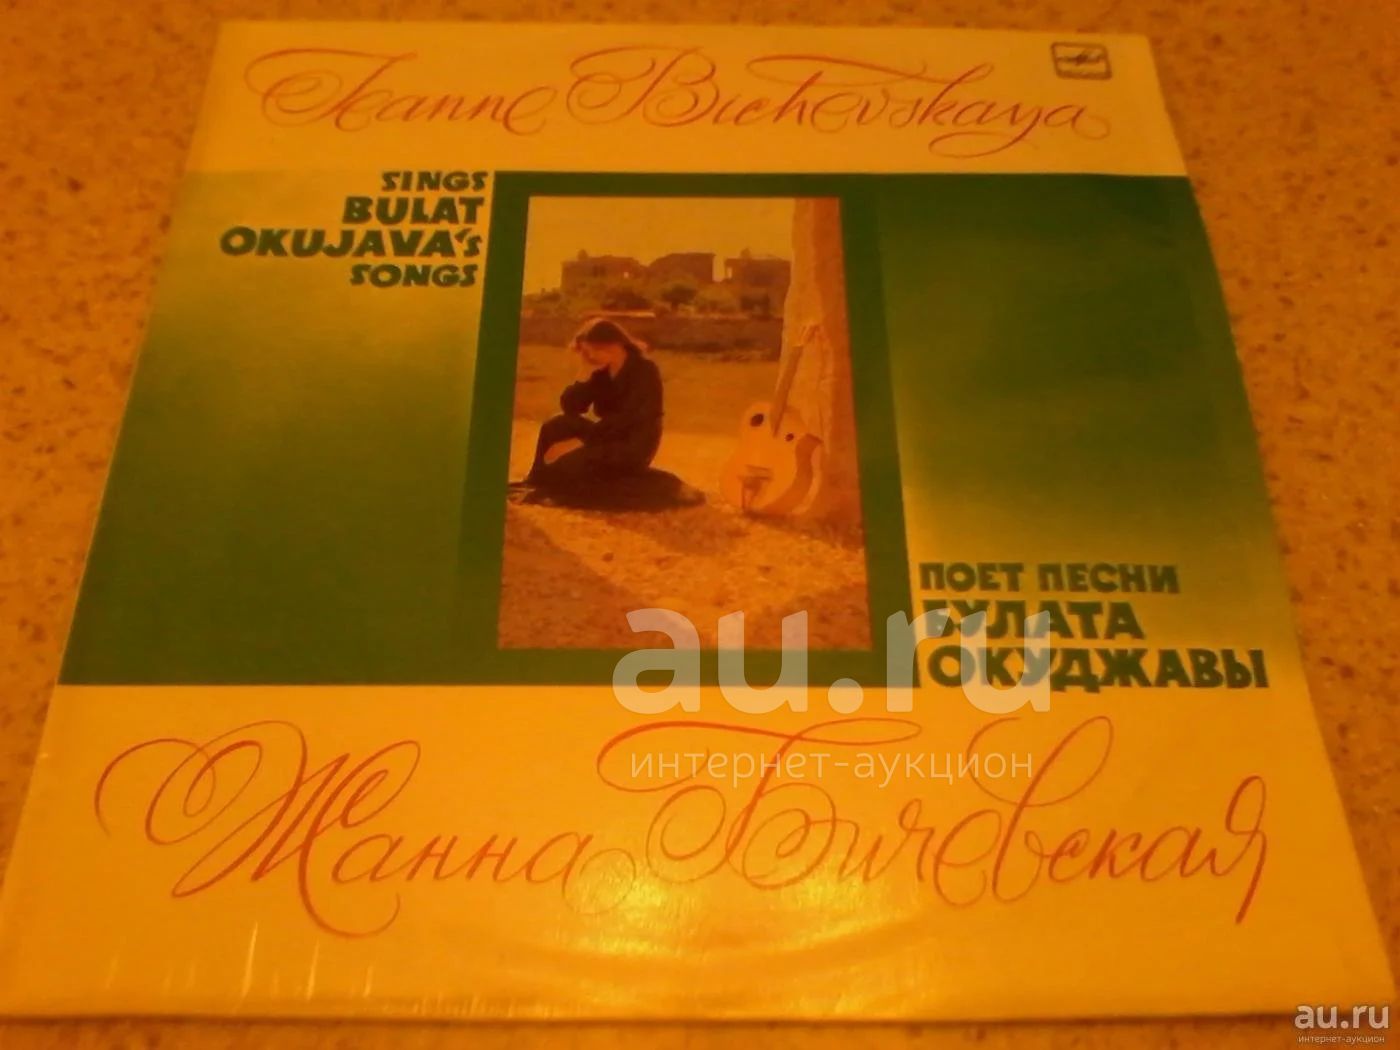 Jeanne Bichevskaya
SINGS
BULAT
OKUJAVA's
SONGS
ПОЕТ ПЕСНИ
БУЛАТА
ОКУДЖАВЫ
au.ru
интернет-аукцион
Жанна Бичевская
au.ru
интернет-аукцион